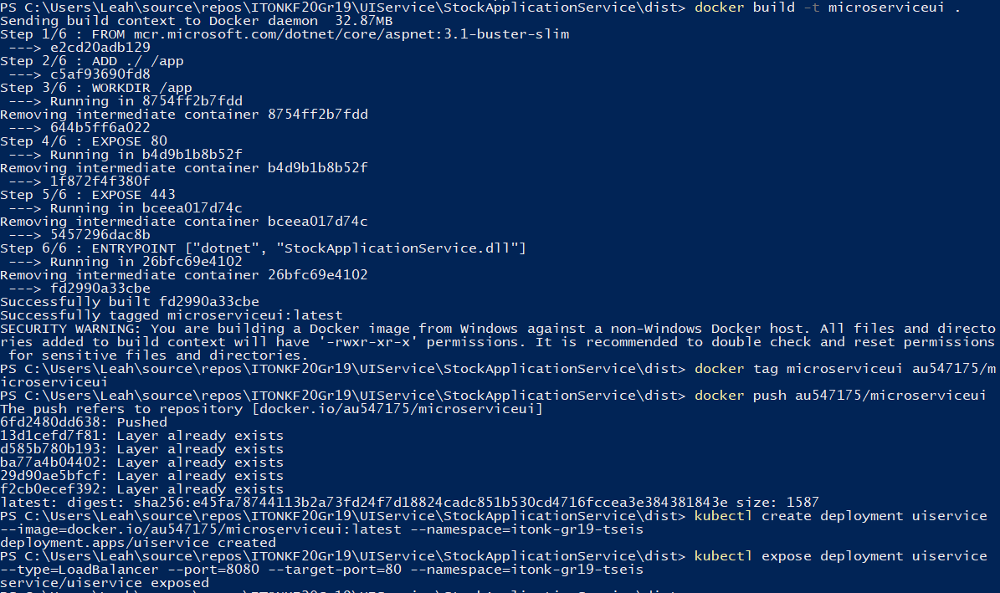 PS C:\Users\Leah\source\repos\ITONKF20Gr19\UIService\StockApplicationService\dist> docker build -t microserviceui .
Sending build context to Docker daemon  32.87MB
Step 1/6 : FROM mcr.microsoft.com/dotnet/core/aspnet:3.1-buster-slim
 ---> e2cd20adb129
Step 2/6 : ADD ./ /app
 ---> c5af93690fd8
Step 3/6 : WORKDIR /app
 ---> Running in 8754ff2b7fdd
Removing intermediate container 8754ff2b7fdd
 ---> 644b5ff6a022
Step 4/6 : EXPOSE 80
 ---> Running in b4d9b1b8b52f
Removing intermediate container b4d9b1b8b52f
 ---> 1f872f4f380f
Step 5/6 : EXPOSE 443
 ---> Running in bceea017d74c
Removing intermediate container bceea017d74c
 ---> 5457296dac8b
Step 6/6 : ENTRYPOINT ["dotnet", "StockApplicationService.dll"]
 ---> Running in 26bfc69e4102
Removing intermediate container 26bfc69e4102
 ---> fd2990a33cbe
Successfully built fd2990a33cbe
Successfully tagged microserviceui:latest
SECURITY WARNING: You are building a Docker image from Windows against a non-Windows Docker host. All files and directo
ries added to build context will have '-rwxr-xr-x' permissions. It is recommended to double check and reset permissions
 for sensitive files and directories.
PS C:\Users\Leah\source\repos\ITONKF20Gr19\UIService\StockApplicationService\dist> docker tag microserviceui au547175/m
icroserviceui
PS C:\Users\Leah\source\repos\ITONKF20Gr19\UIService\StockApplicationService\dist> docker push au547175/microserviceui
The push refers to repository [docker.io/au547175/microserviceui]
6fd2480dd638: Pushed
13d1cefd7f81: Layer already exists
d585b780b193: Layer already exists
ba77a4b04402: Layer already exists
29d90ae5bfcf: Layer already exists
f2cb0ecef392: Layer already exists
latest: digest: sha256:e45fa78744113b2a73fd24f7d18824cadc851b530cd4716fccea3e384381843e size: 1587
PS C:\Users\Leah\source\repos\ITONKF20Gr19\UIService\StockApplicationService\dist> kubectl create deployment uiservice
--image=docker.io/au547175/microserviceui:latest --namespace=itonk-gr19-tseis
deployment.apps/uiservice created
PS C:\Users\Leah\source\repos\ITONKF20Gr19\UIService\StockApplicationService\dist> kubectl expose deployment uiservice
--type=LoadBalancer --port=8080 --target-port=80 --namespace=itonk-gr19-tseis
service/uiservice exposed